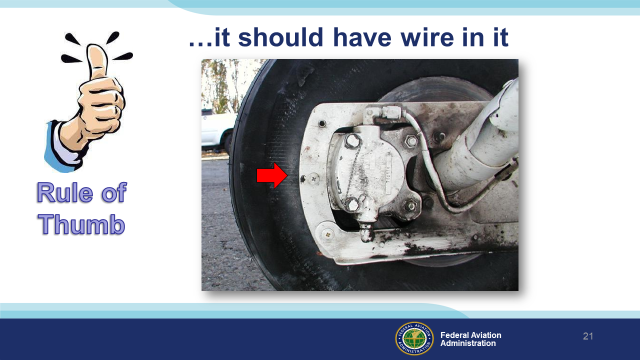 …it should have wire in it
Rule of
Thumb
Federal Aviation
Administration
21